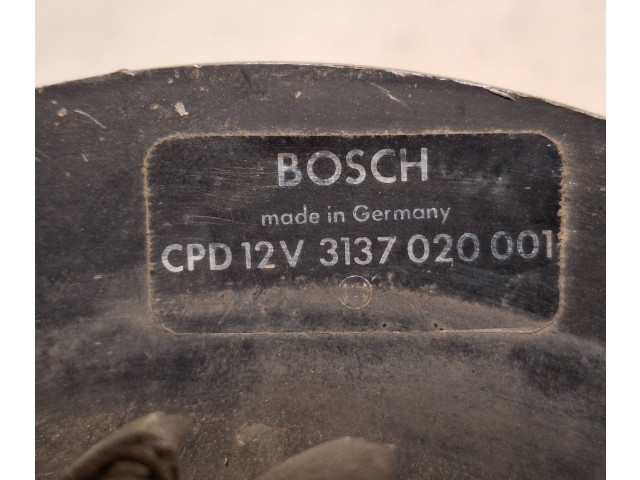 BOSCH
made in Germany
CPD 12V 3137 020 001